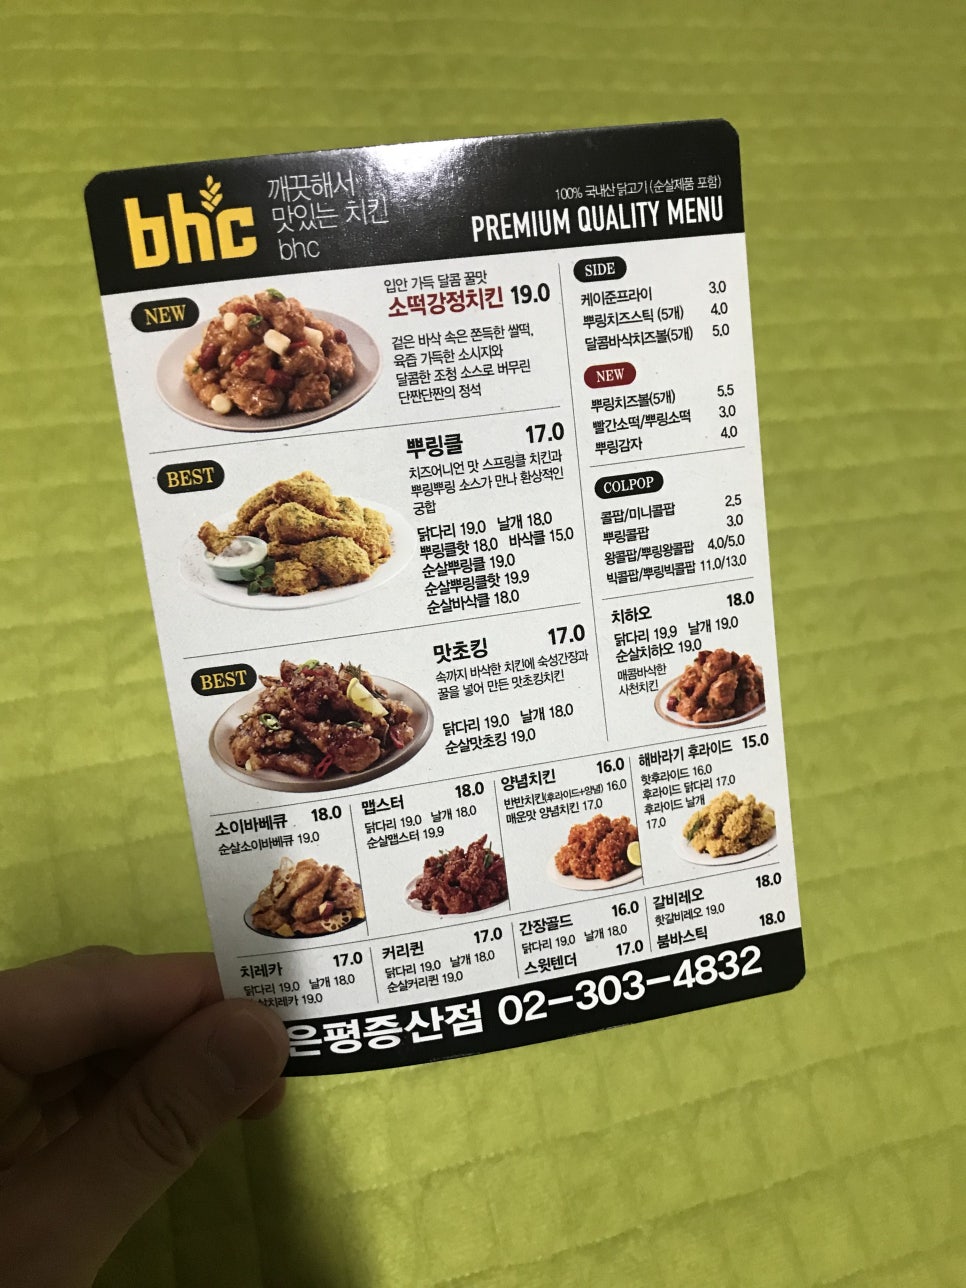 bhc
깨끗해서
맛있는 치킨
bhc
100% 국내산 닭고기 (순살제품 포함)
PREMIUM QUALITY MENU
NEW
입안 가득 달콤 꿀맛
소떡강정치킨 19.0
겉은 바삭 속은 쫀득한 쌀떡,
육즙 가득한 소시지와
달콤한 조청 소스로 버무린
단짠단짠의 정석
BEST
뿌링클 17.0
치즈어니언 맛 스프링클 치킨과
뿌링뿌링 소스가 만나 환상적인
궁합
닭다리 19.0 날개 18.0
뿌링클핫 18.0 바삭클 15.0
순살뿌링클 19.0
순살뿌링클핫 19.9
순살바삭클 18.0
BEST
맛초킹 17.0
속까지 바삭한 치킨에 숙성간장과
꿀을 넣어 만든 맛초킹치킨
닭다리 19.0 날개 18.0
순살맛초킹 19.0
SIDE
케이준프라이 3.0
뿌링치즈스틱 (5개) 4.0
달콤바삭치즈볼(5개) 5.0
NEW
뿌링치즈볼(5개) 5.5
빨간소떡/뿌링소떡 3.0
뿌링감자 4.0
COLPOP
콜팝/미니콜팝 2.5
뿌링콜팝 3.0
왕콜팝/뿌링왕콜팝 4.0/5.0
빅콜팝/뿌링빅콜팝 11.0/13.0
치하오 18.0
닭다리 19.9 날개 19.0
순살치하오 19.0
매콤바삭한
사천치킨
소이바베큐 18.0
순살소이바베큐 19.0
맵스터 18.0
닭다리 19.0 날개 18.0
순살맵스터 19.9
양념치킨 16.0
반반치킨(후라이드+양념) 16.0
매운맛 양념치킨 17.0
해바라기 후라이드 15.0
핫후라이드 16.0
후라이드 닭다리 17.0
후라이드 날개
17.0
치레카 17.0
닭다리 19.0 날개 18.0
살치레카 19.0
커리퀸 17.0
닭다리 19.0 날개 18.0
순살커리퀸 19.0
간장골드 16.0
닭다리 19.0 날개 18.0
스윗텐더 17.0
갈비레오 18.0
핫갈비레오 19.0
붐바스틱 18.0
은평증산점 02-303-4832